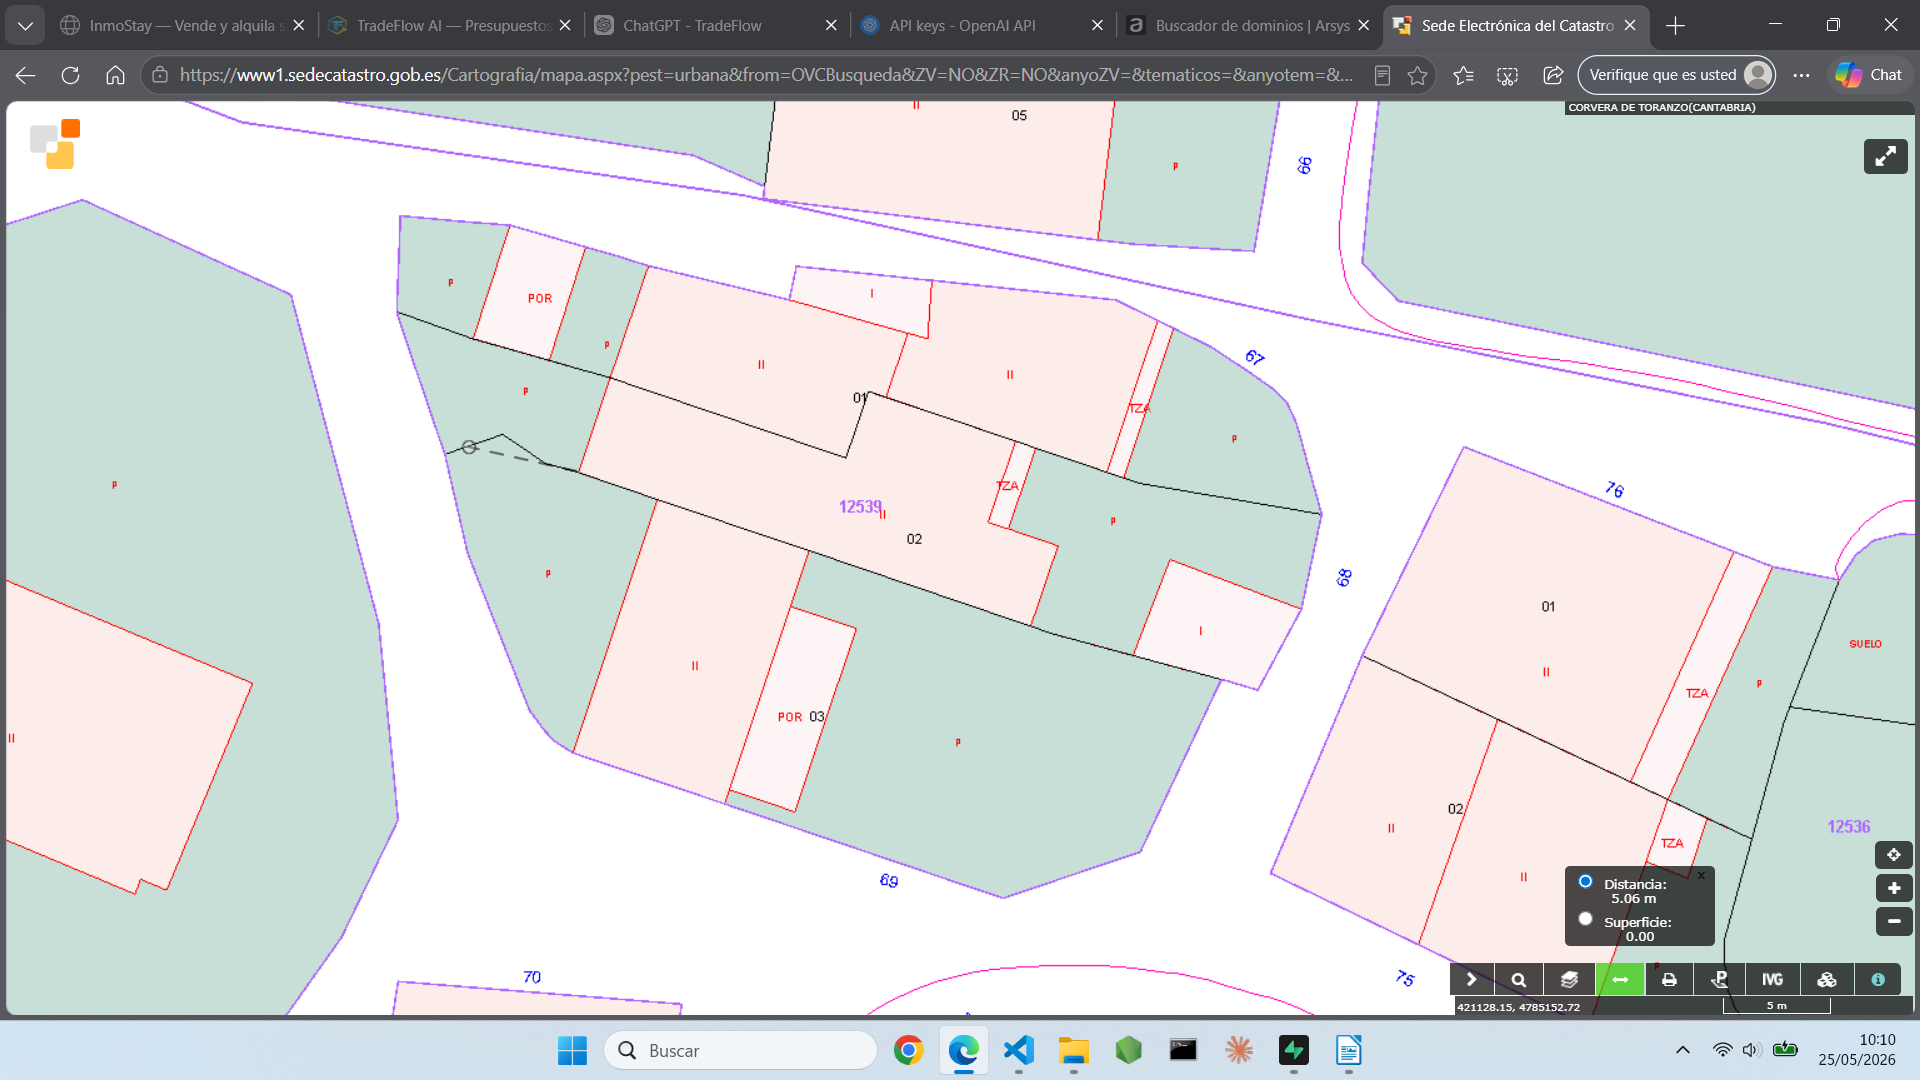 InmoStay — Vende y alquila s
TradeFlow AI — Presupuestos
ChatGPT - TradeFlow
API keys - OpenAI API
Buscador de dominios | Arsys
Sede Electrónica del Catastro
https://www1.sedecatastro.gob.es/Cartografia/mapa.aspx?pest=urbana&from=OVCBusqueda&ZV=NO&ZR=NO&anyoZV=&tematicos=&anyotem=&...
Verifique que es usted
Chat
CORVERA DE TORANZO(CANTABRIA)
II
05
P
66
P
POR
I
P
II
II
67
P
01
TZA
P
P
TZA
76
12539
II
P
02
68
P
01
I
SUELO
II
II
TZA
P
POR
03
II
P
02
12536
II
TZA
69
II
Distancia:
5.06 m
Superficie:
0.00
x
P
70
75
IVG
421128.15, 4785152.72
5 m
Buscar
10:10
25/05/2026